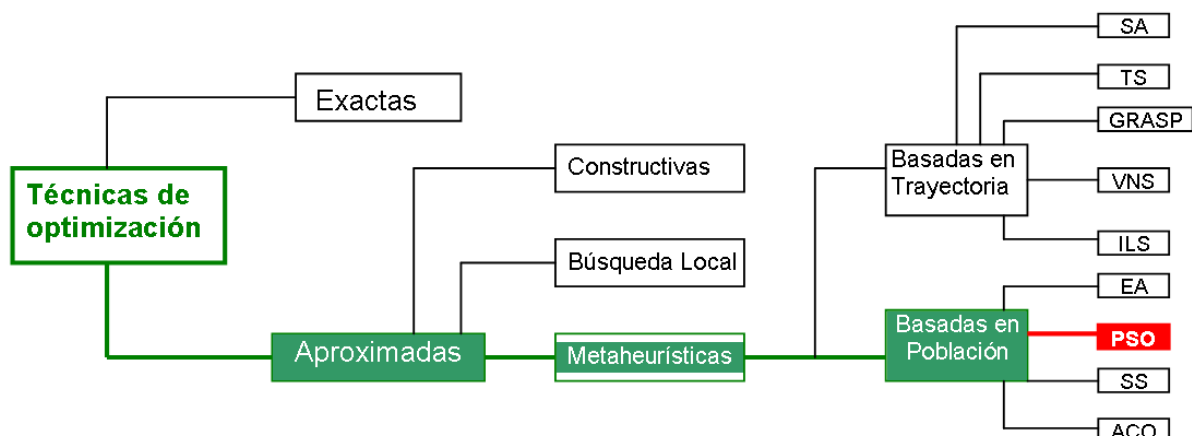 SA
TS
Exactas
GRASP
Constructivas
Basadas en
Trayectoria
VNS
Técnicas de
optimización
ILS
Búsqueda Local
EA
Aproximadas
Metaheurísticas
Basadas en
Población
PSO
SS
ACO